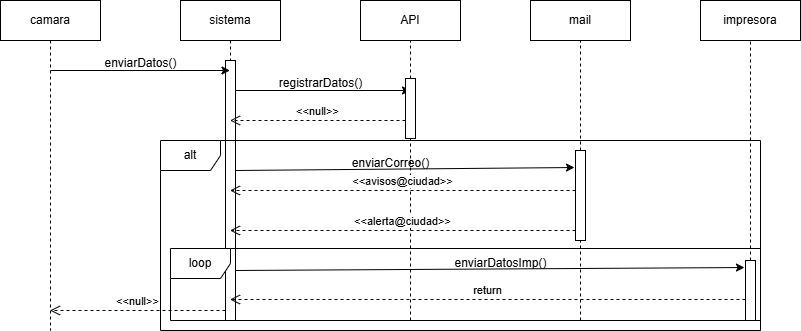 camara
sistema
API
mail
impresora
enviarDatos()
registrarDatos()
<<null>>
alt
enviarCorreo()
<<avisos@ciudad>>
<<alerta@ciudad>>
loop
enviarDatosImp()
return
<<null>>